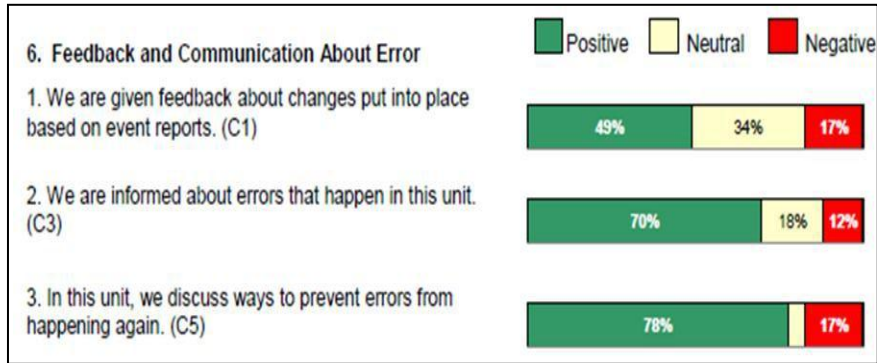 6. Feedback and Communication About Error
Positive Neutral Negative
1. We are given feedback about changes put into place
based on event reports. (C1)
49% 34% 17%
2. We are informed about errors that happen in this unit.
(C3)
70% 18% 12%
3. In this unit, we discuss ways to prevent errors from
happening again. (C5)
78% 17%